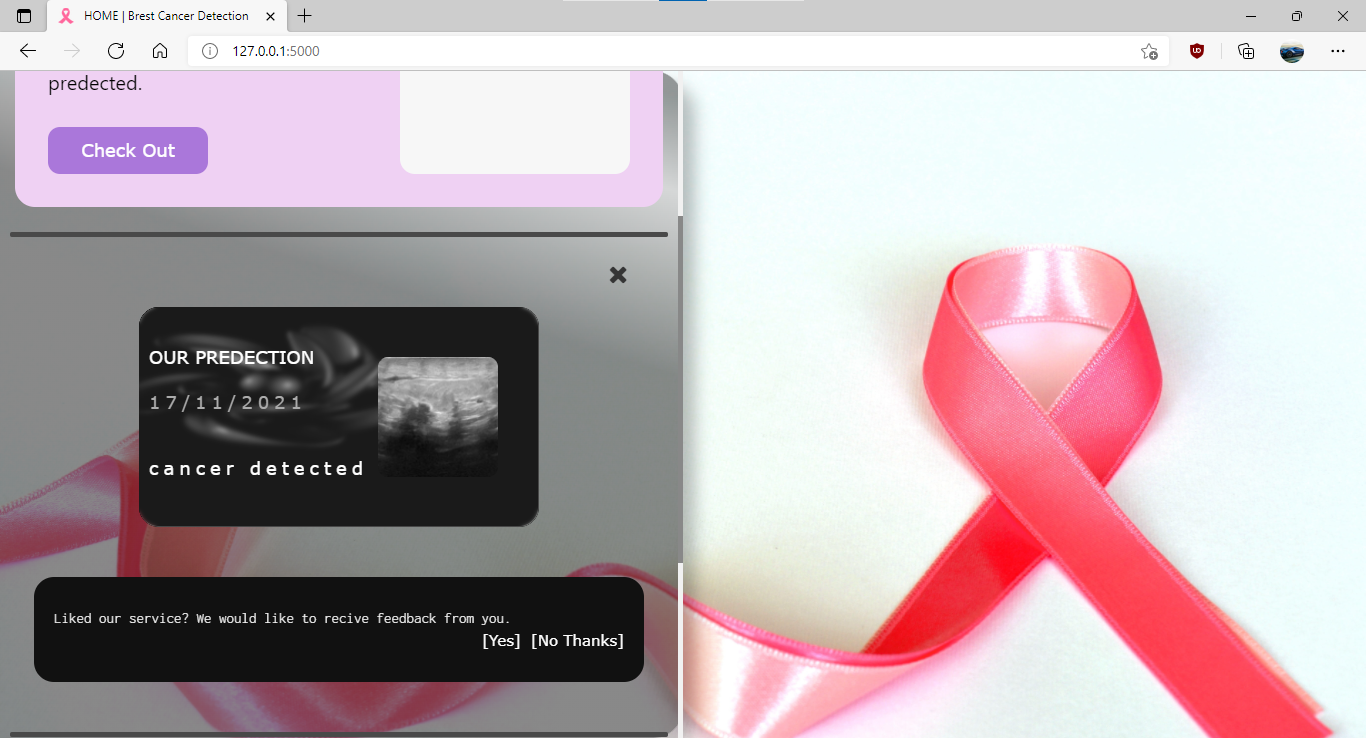 HOME | Brest Cancer Detection
127.0.0.1:5000
predected.
Check Out
OUR PREDECTION
17/11/2021
cancer detected
Liked our service? We would like to recive feedback from you.
[Yes] [No Thanks]